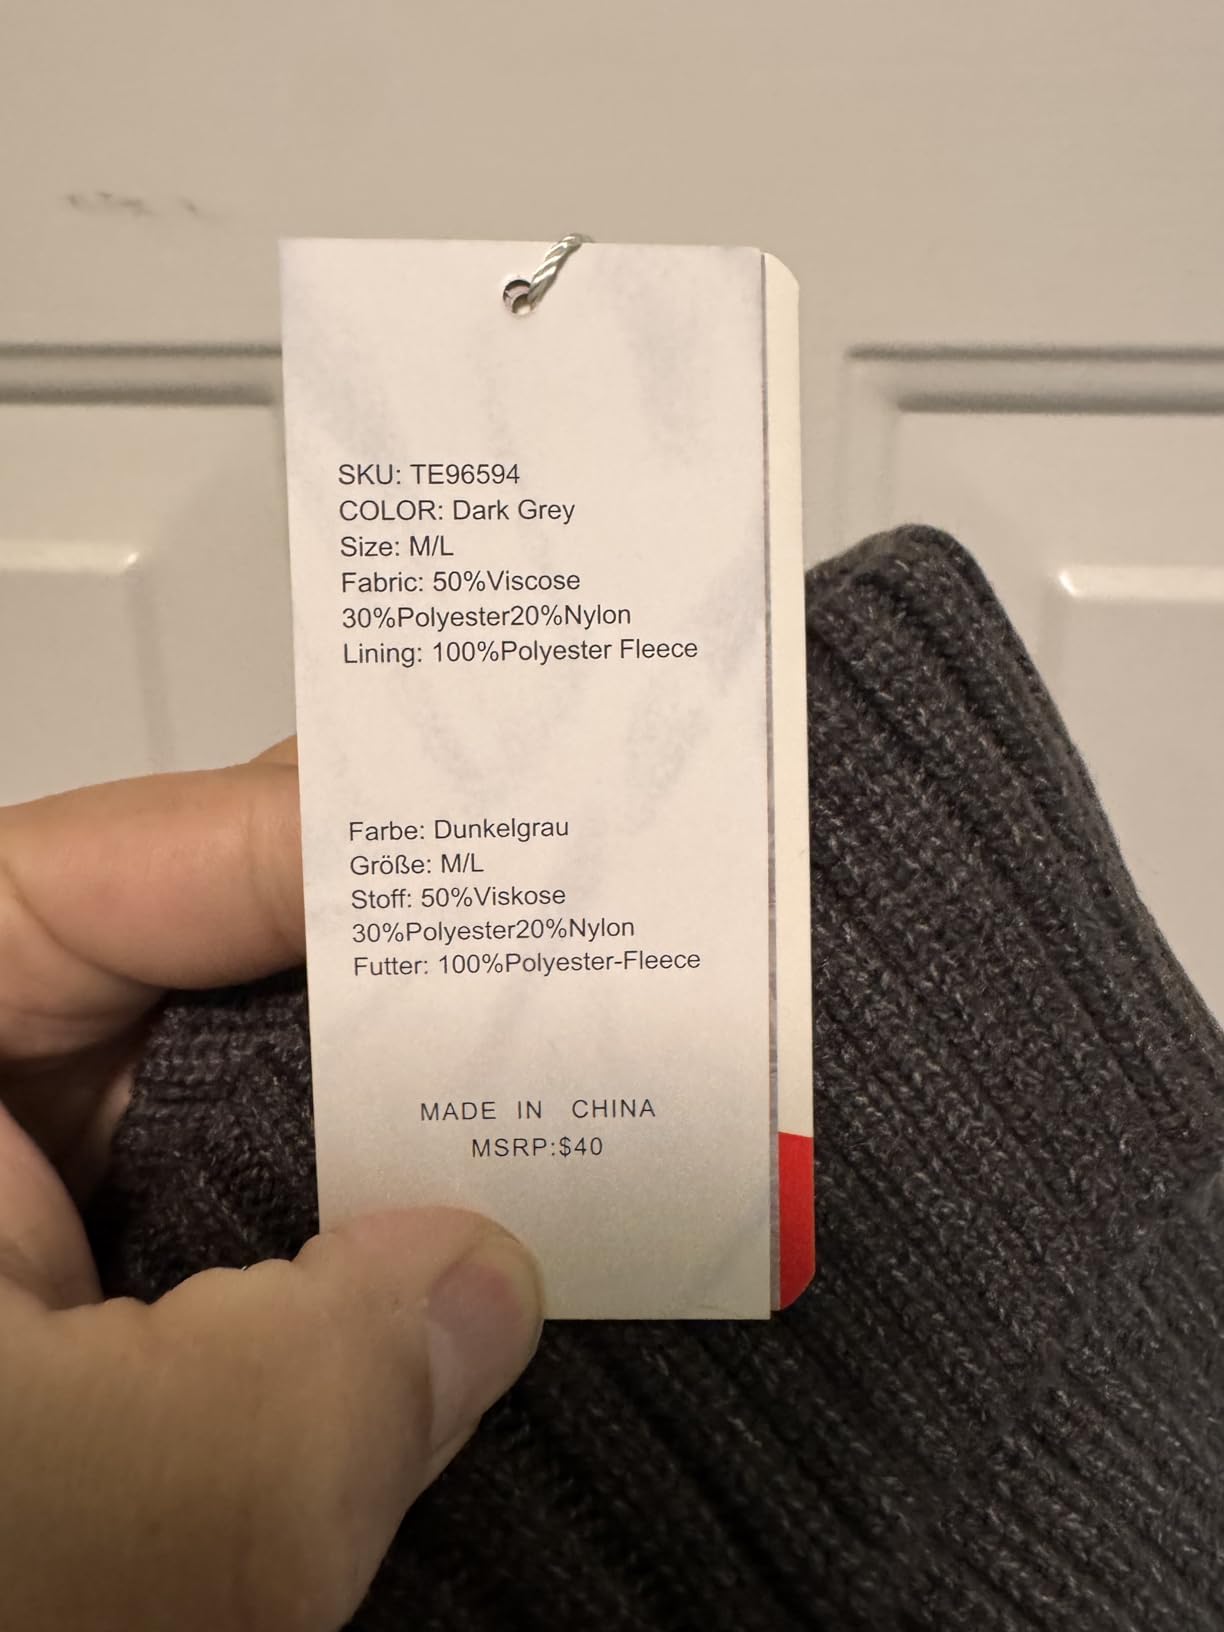 SKU: TE96594
COLOR: Dark Grey
Size: M/L
Fabric: 50%Viscose
30%Polyester20%Nylon
Lining: 100%Polyester Fleece
Farbe: Dunkelgrau
Größe: M/L
Stoff: 50%Viskose
30%Polyester20%Nylon
Futter: 100%Polyester-Fleece
MADE IN CHINA
MSRP:$40